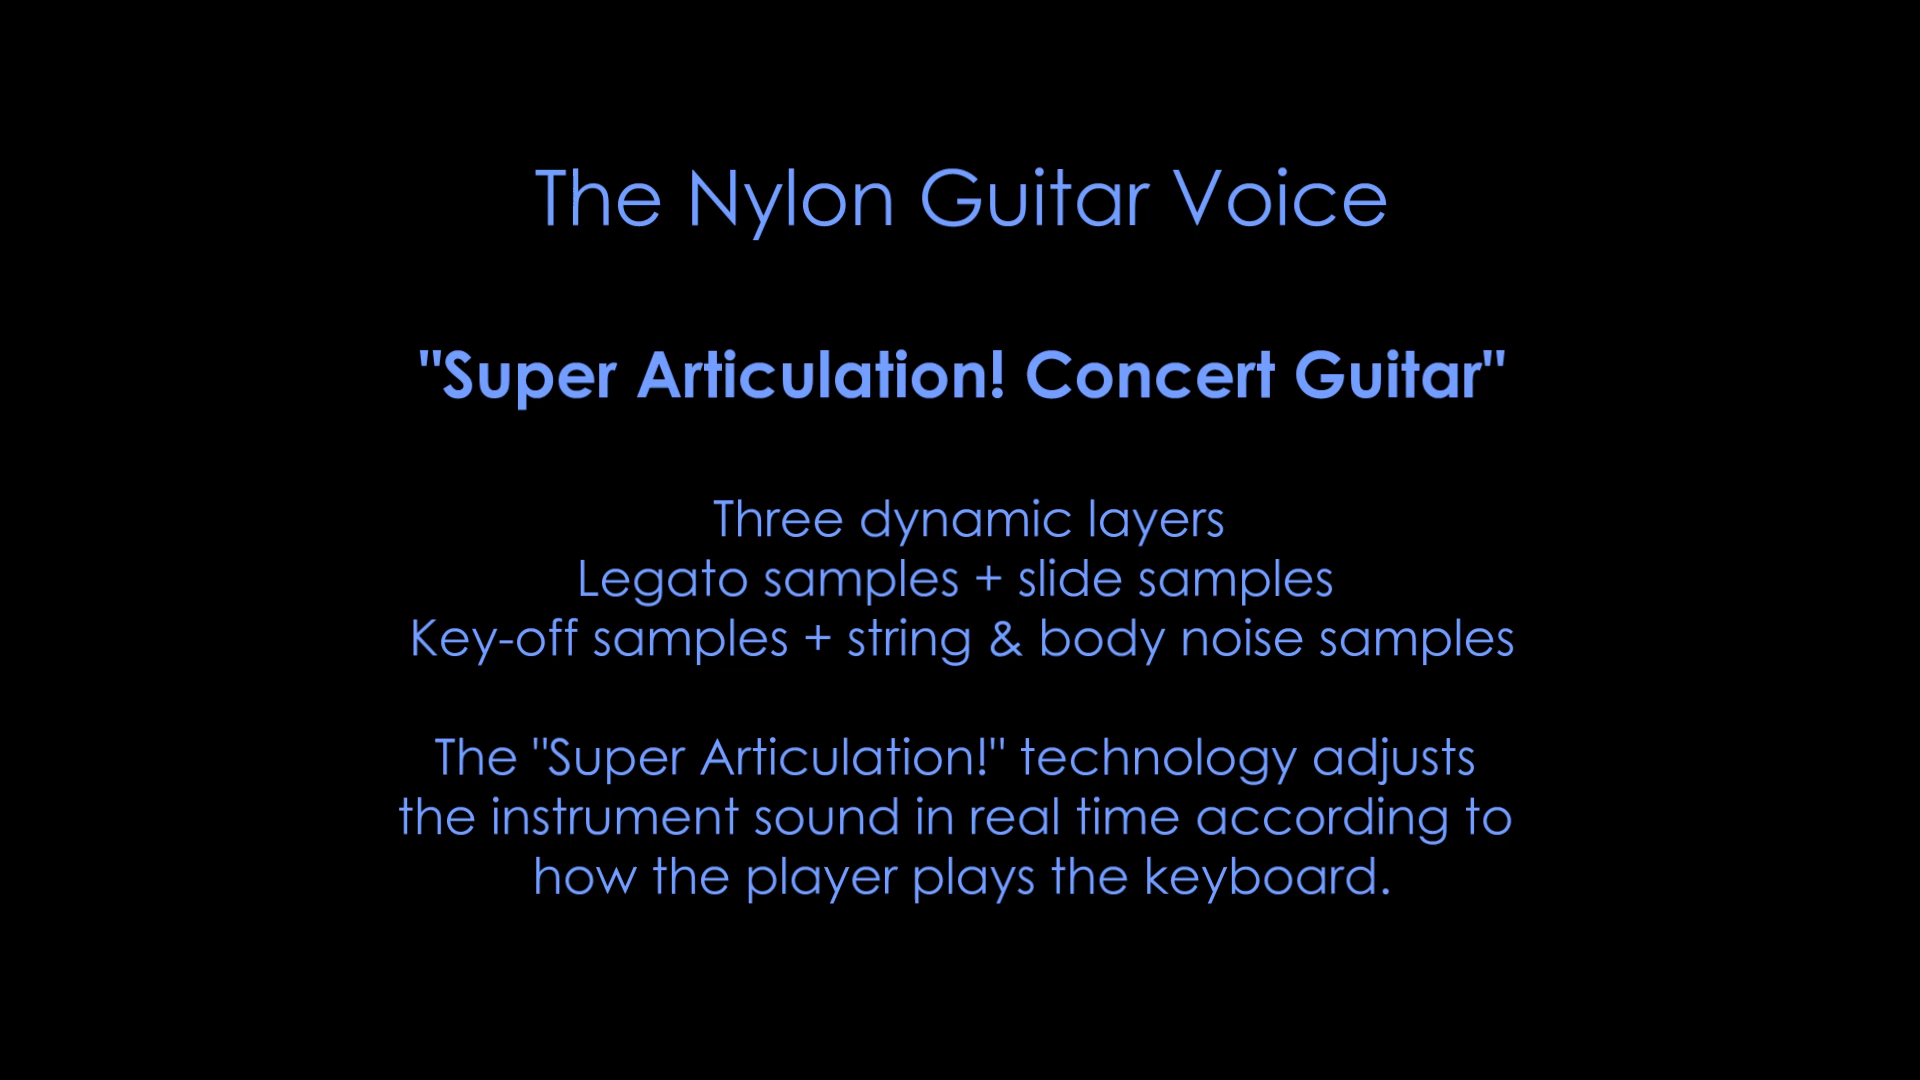 The Nylon Guitar Voice
"Super Articulation! Concert Guitar"
Three dynamic layers
Legato samples + slide samples
Key-off samples + string & body noise samples
The "Super Articulation!" technology adjusts
the instrument sound in real time according to
how the player plays the keyboard.